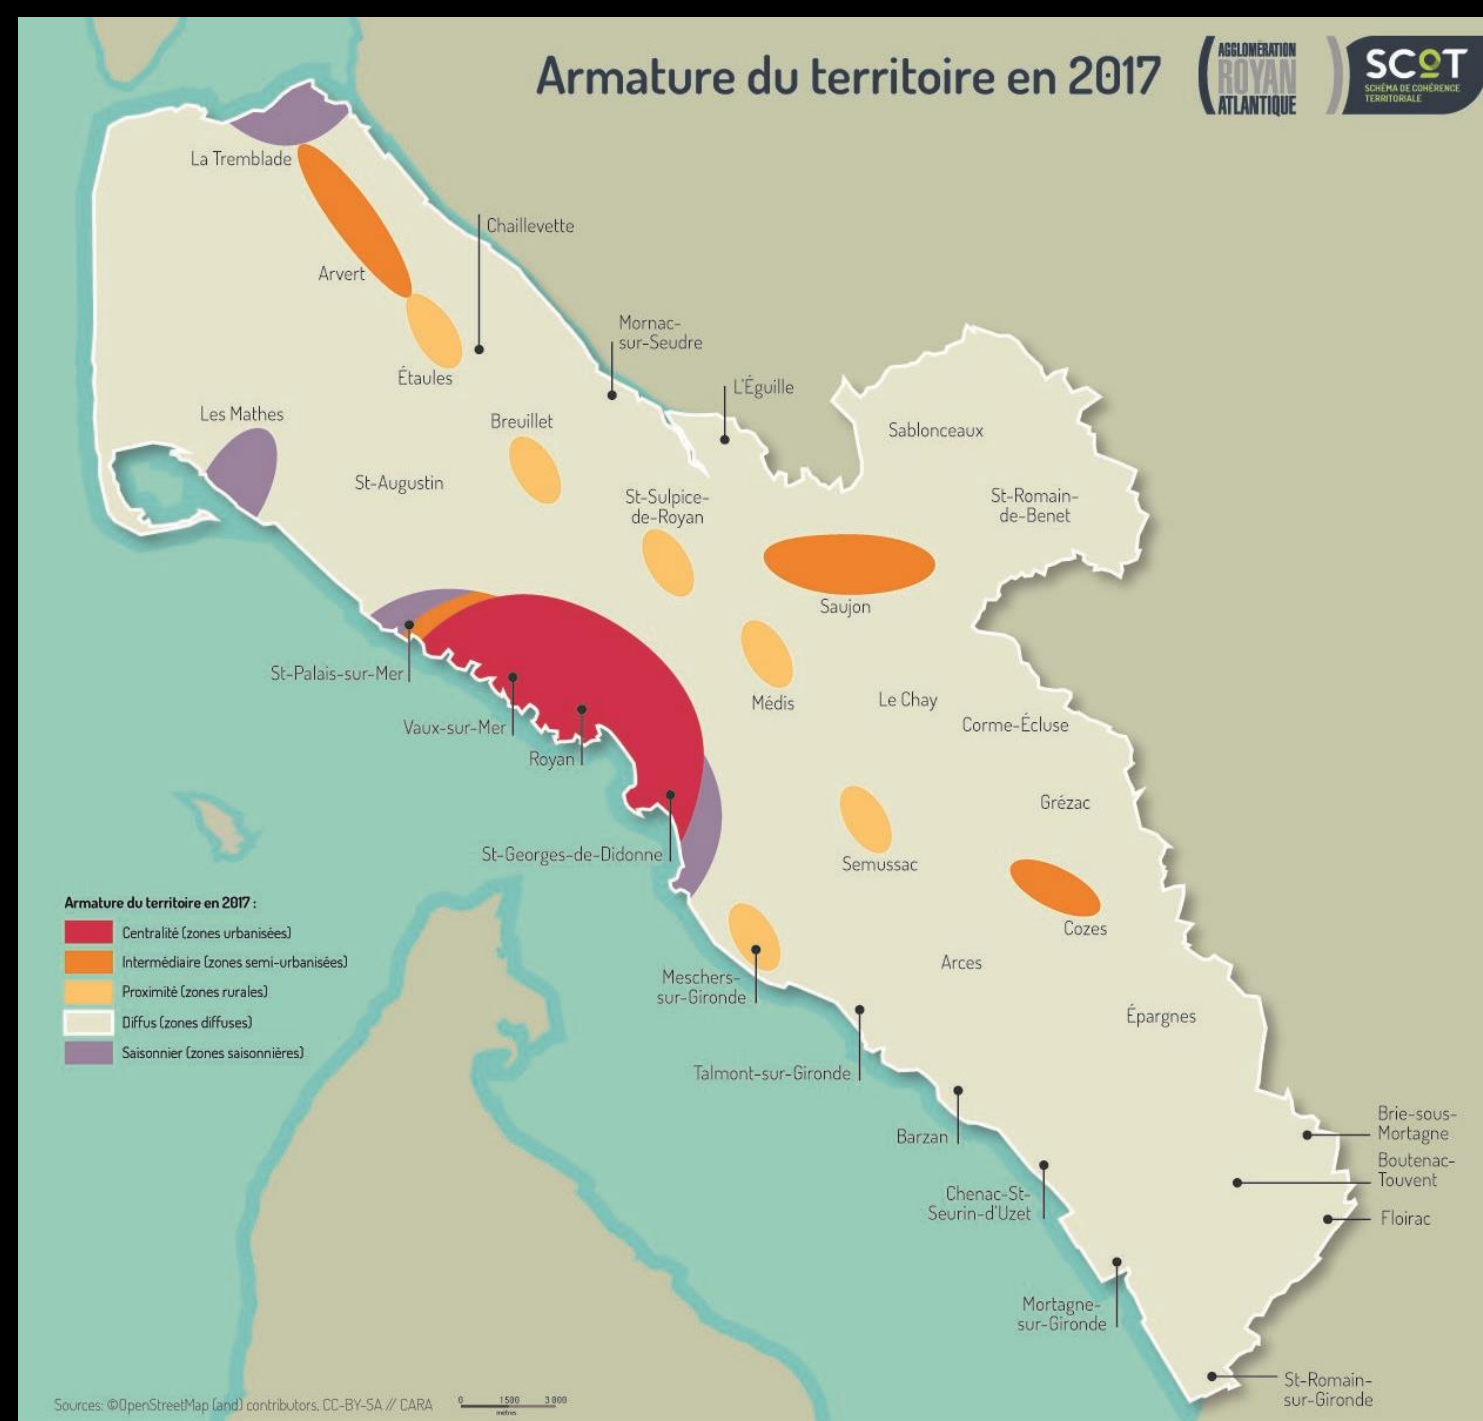 Armature du territoire en 2017
AGGLOMÉRATION
ROYAN
ATLANTIQUE
SCOT
SCHÉMA DE COHÉRENCE
TERRITORIALE
La Tremblade
Chaillevette
Arvert
Mornac-
sur-Seudre
Étaules
L'Éguille
Les Mathes
Breuillet
Sablonceaux
St-Augustin
St-Sulpice-
de-Royan
St-Romain-
de-Benet
Saujon
St-Palais-sur-Mer
Médis
Le Chay
Vaux-sur-Mer
Corme-Écluse
Royan
Grézac
St-Georges-de-Didonne
Semussac
Cozes
Arces
Meschers-
sur-Gironde
Épargnes
Talmont-sur-Gironde
Barzan
Brie-sous-
Mortagne
Boutenac-
Touvent
Chenac-St-
Seurin-d'Uzet
Floirac
Mortagne-
sur-Gironde
St-Romain-
sur-Gironde
Armature du territoire en 2017 :
Centralité (zones urbanisées)
Intermédiaire (zones semi-urbanisées)
Proximité (zones rurales)
Diffus (zones diffuses)
Saisonnier (zones saisonnières)
Sources: ©OpenStreetMap (and) contributors, CC-BY-SA // CARA
0 1 500 3 000
mètres